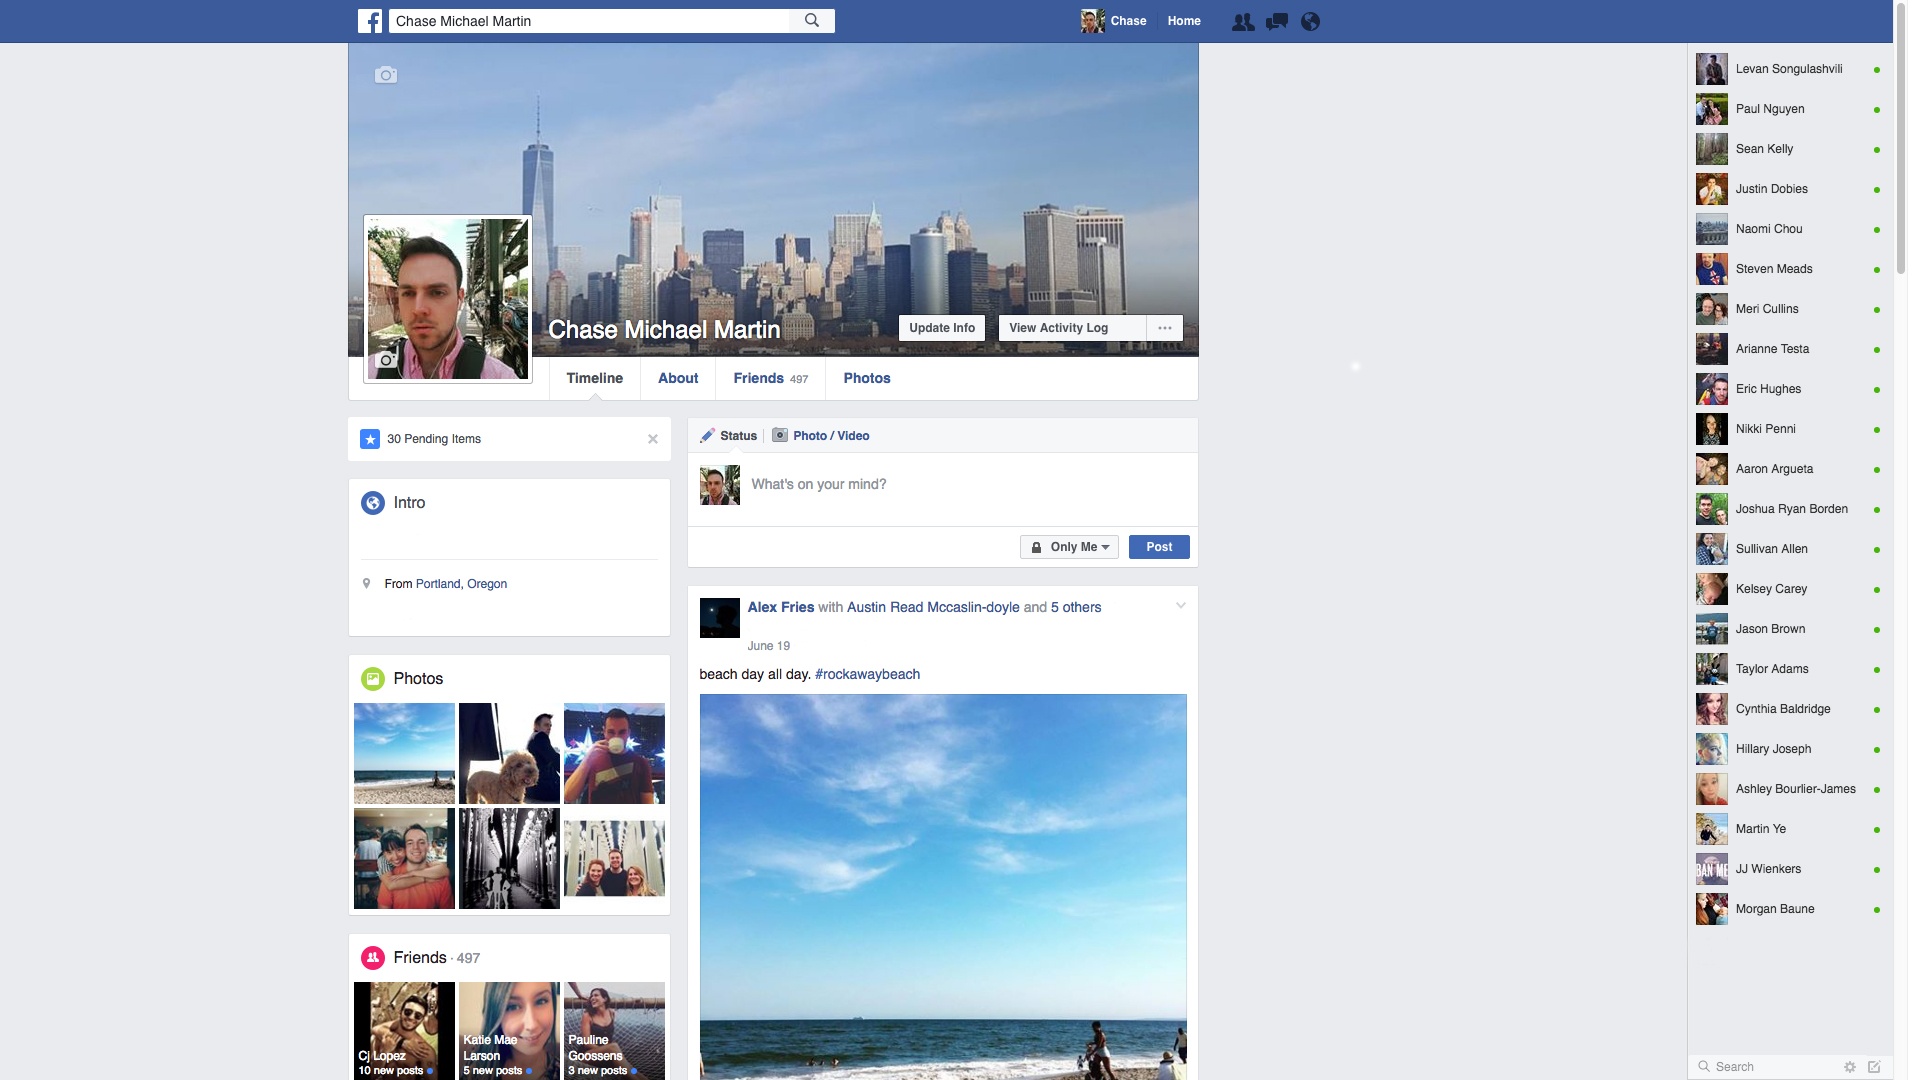 Chase Michael Martin
Chase
Home
Chase Michael Martin
Update Info
View Activity Log
Timeline
About
Friends 497
Photos
30 Pending Items
Intro
From Portland, Oregon
Photos
Friends · 497
Cj Lopez
10 new posts
Katie Mae
Larson
5 new posts
Pauline
Goossens
3 new posts
Status
Photo / Video
What's on your mind?
Only Me
Post
Alex Fries with Austin Read Mccaslin-doyle and 5 others
June 19
beach day all day. #rockawaybeach
Levan Songulashvili
Paul Nguyen
Sean Kelly
Justin Dobies
Naomi Chou
Steven Meads
Meri Cullins
Arianne Testa
Eric Hughes
Nikki Penni
Aaron Argueta
Joshua Ryan Borden
Sullivan Allen
Kelsey Carey
Jason Brown
Taylor Adams
Cynthia Baldridge
Hillary Joseph
Ashley Bourlier-James
Martin Ye
BAN ME
JJ Wienkers
Morgan Baune
Search